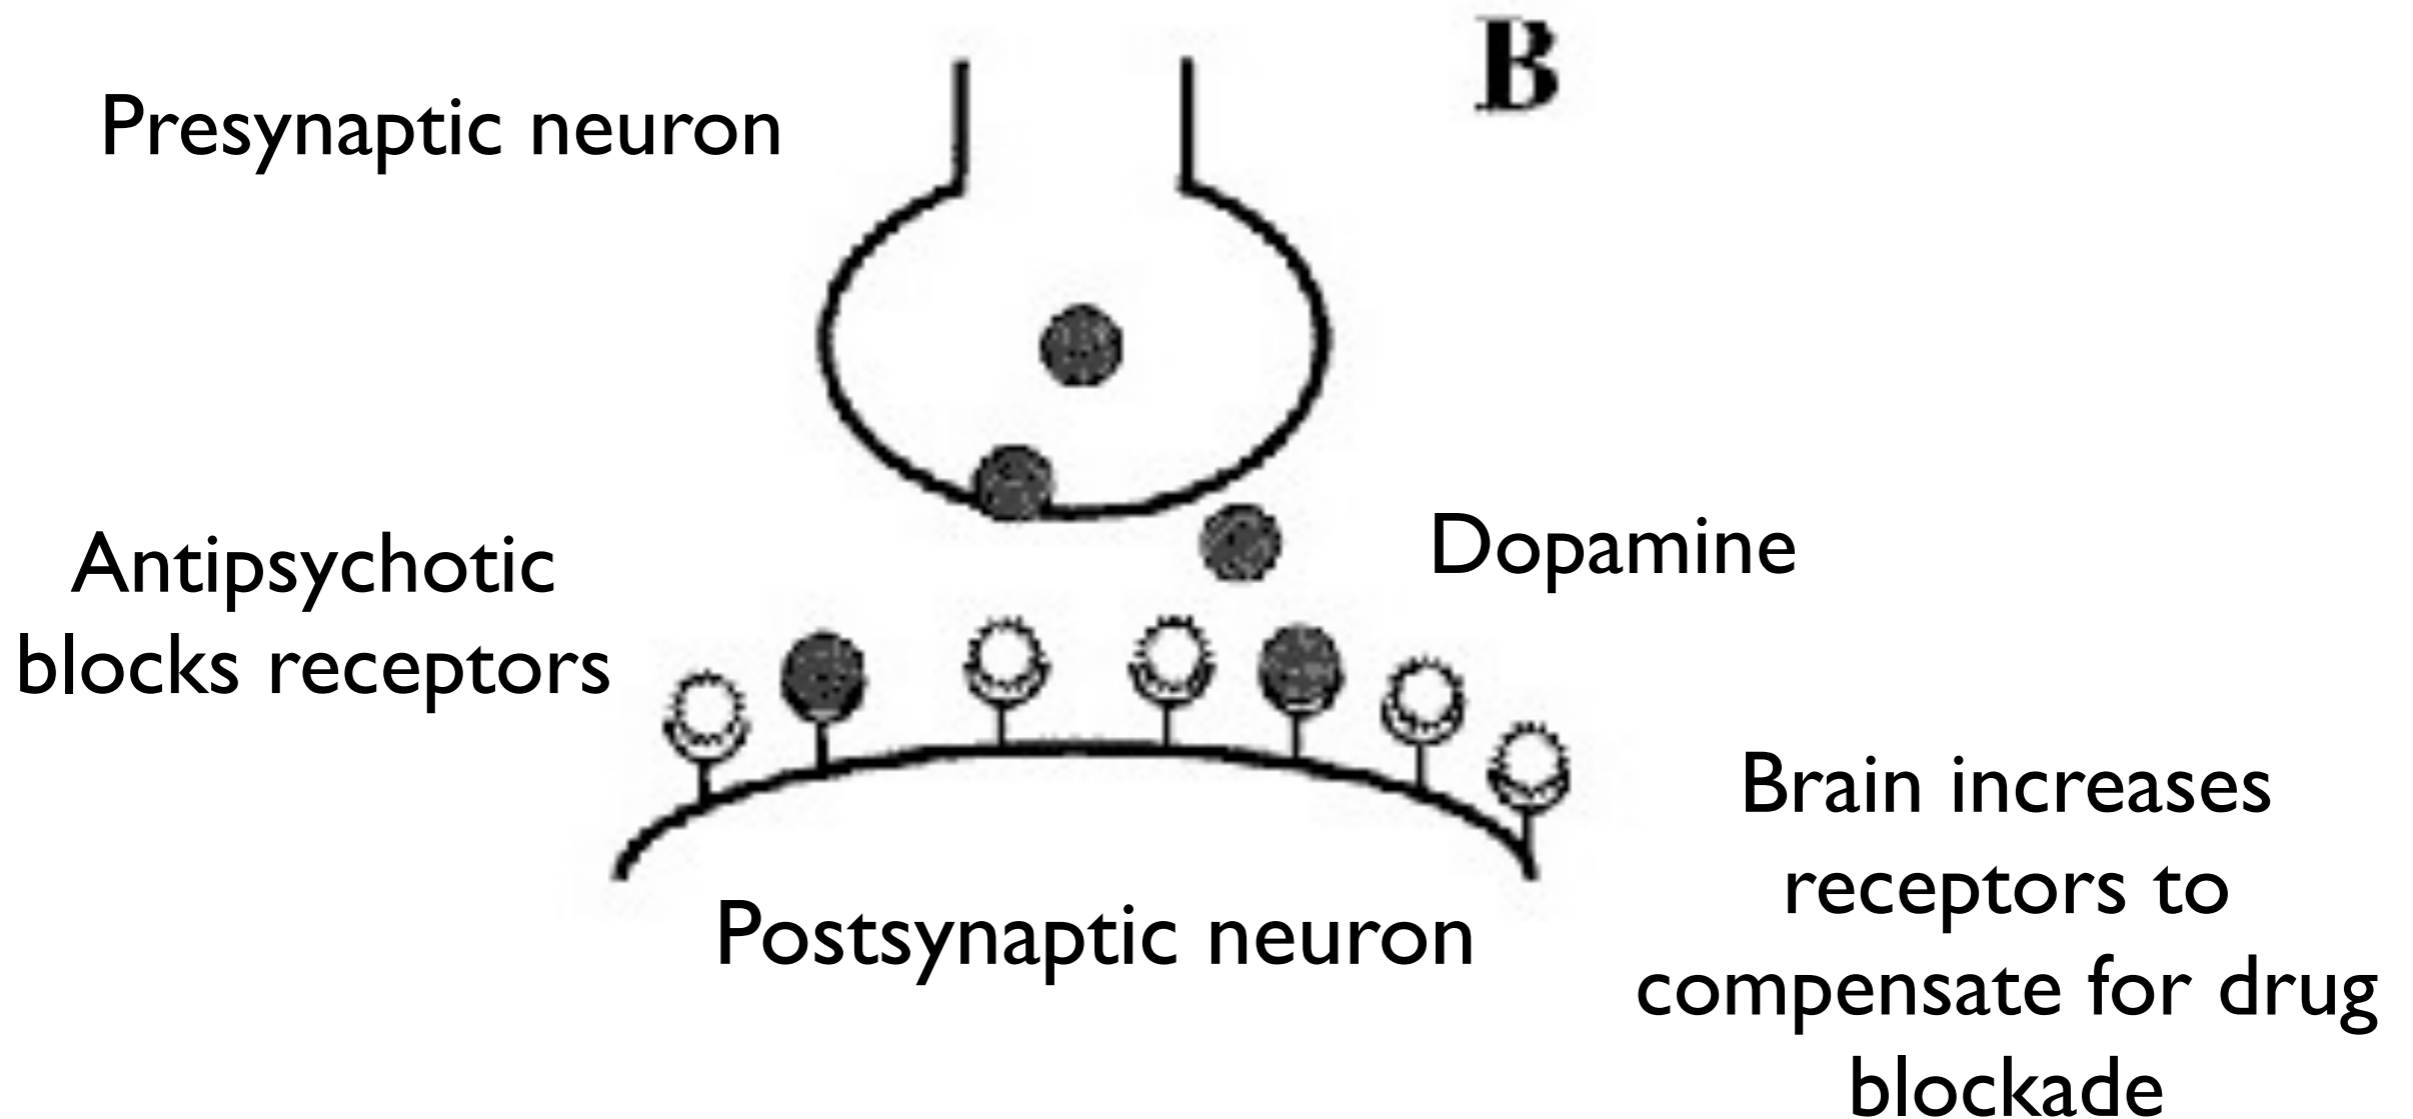 B
Presynaptic neuron
Antipsychotic
blocks receptors
Dopamine
Postsynaptic neuron
Brain increases
receptors to
compensate for drug
blockade